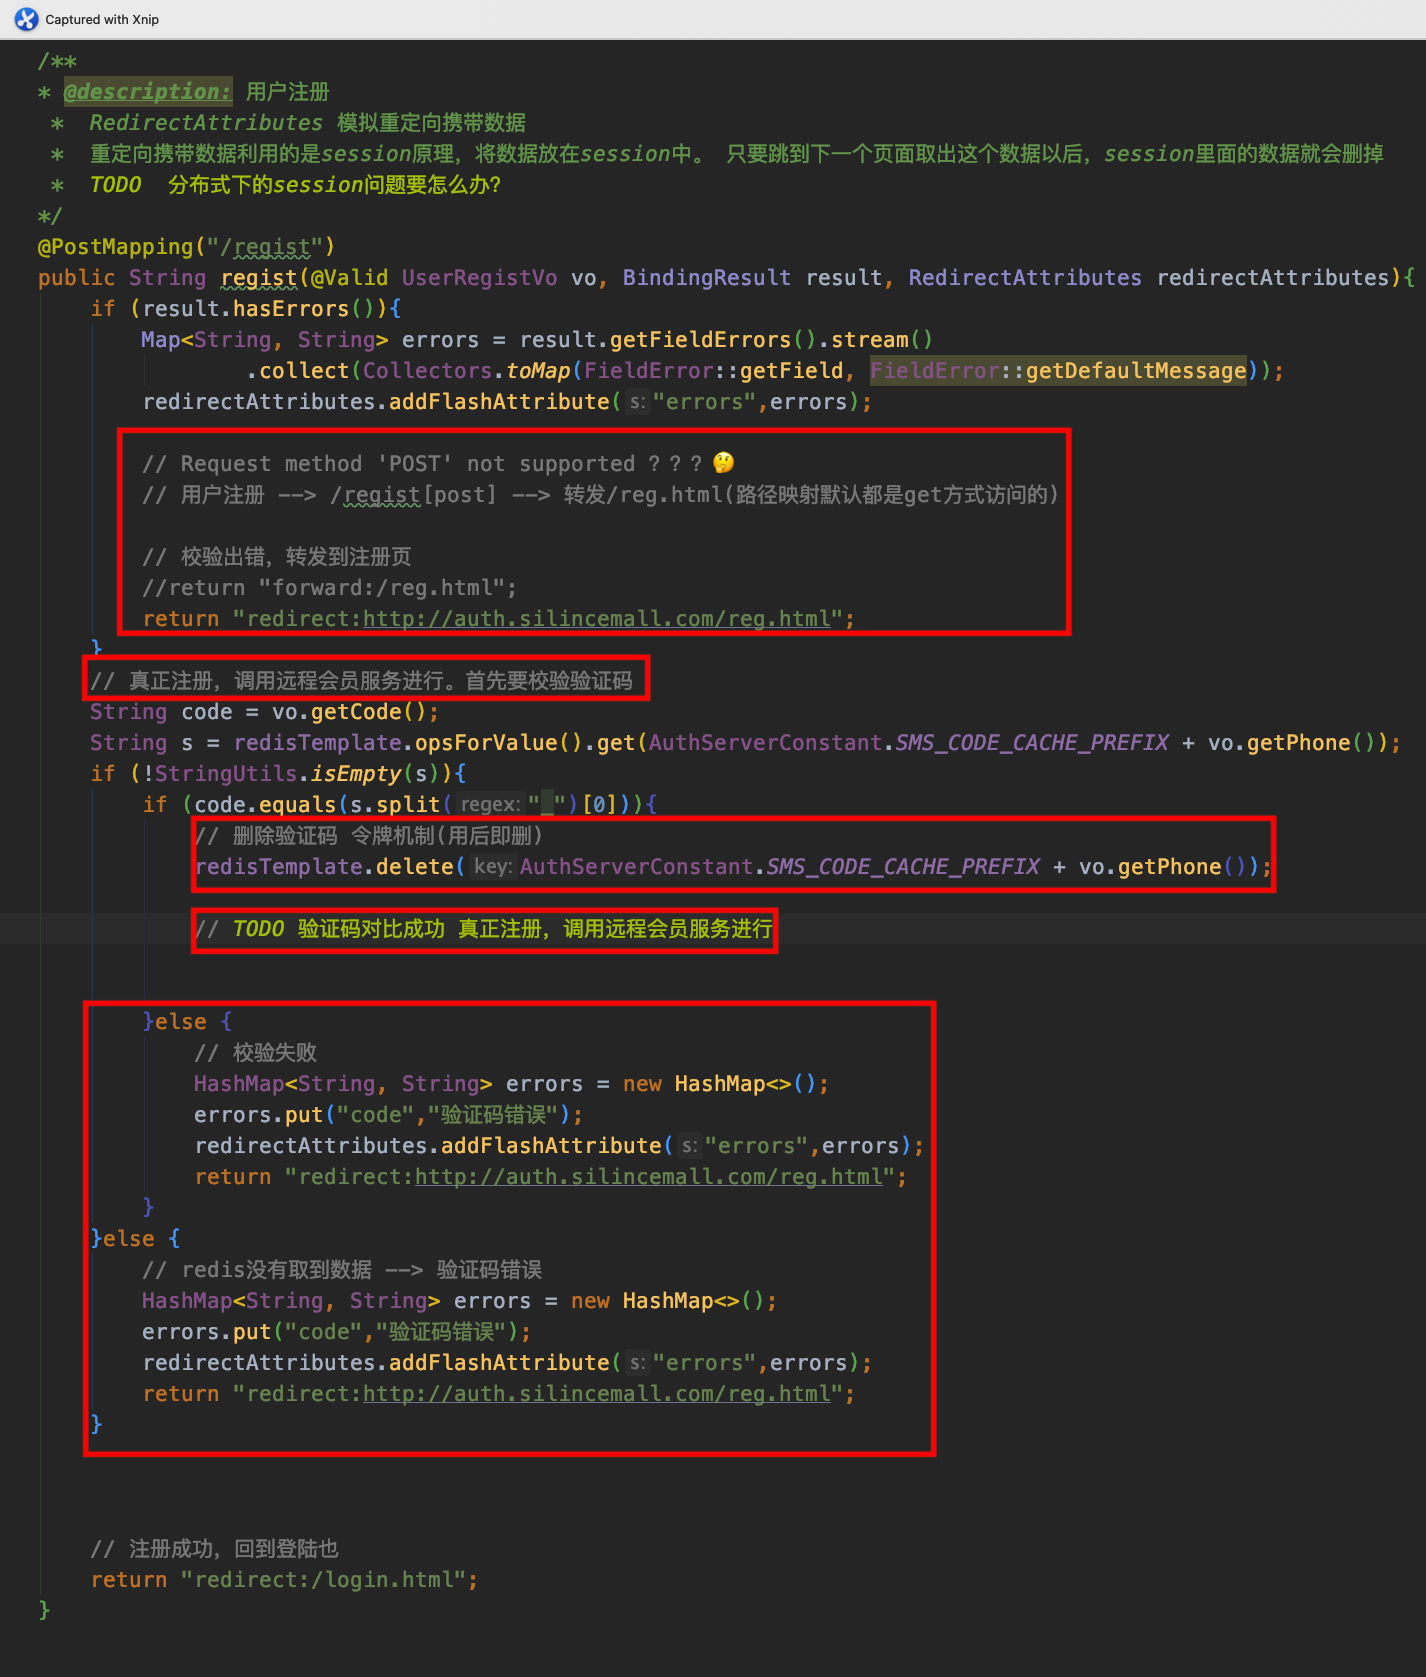 Captured with Xnip
/**
* @description: 用户注册
*  RedirectAttributes 模拟重定向携带数据
*  重定向携带数据利用的是session原理，将数据放在session中。 只要跳到下一个页面取出这个数据以后，session里面的数据就会删掉
*  TODO  分布式下的session问题要怎么办？
*/
@PostMapping("/regist")
public String regist(@Valid UserRegistVo vo, BindingResult result, RedirectAttributes redirectAttributes){
if (result.hasErrors()){
Map<String, String> errors = result.getFieldErrors().stream()
.collect(Collectors.toMap(FieldError::getField, FieldError::getDefaultMessage));
redirectAttributes.addFlashAttribute( s: "errors",errors);
// Request method 'POST' not supported ？？？🤔
// 用户注册 --> /regist[post] --> 转发/reg.html(路径映射默认都是get方式访问的)
// 校验出错，转发到注册页
//return "forward:/reg.html";
return "redirect:http://auth.silincemall.com/reg.html";
}
// 真正注册，调用远程会员服务进行。首先要校验验证码
String code = vo.getCode();
String s = redisTemplate.opsForValue().get(AuthServerConstant.SMS_CODE_CACHE_PREFIX + vo.getPhone());
if (!StringUtils.isEmpty(s)){
if (code.equals(s.split( regex: "_")[0])){
// 删除验证码 令牌机制(用后即删)
redisTemplate.delete( key: AuthServerConstant.SMS_CODE_CACHE_PREFIX + vo.getPhone());
// TODO 验证码对比成功 真正注册，调用远程会员服务进行
}else {
// 校验失败
HashMap<String, String> errors = new HashMap<>();
errors.put("code","验证码错误");
redirectAttributes.addFlashAttribute( s: "errors",errors);
return "redirect:http://auth.silincemall.com/reg.html";
}
}else {
// redis没有取到数据 --> 验证码错误
HashMap<String, String> errors = new HashMap<>();
errors.put("code","验证码错误");
redirectAttributes.addFlashAttribute( s: "errors",errors);
return "redirect:http://auth.silincemall.com/reg.html";
}
// 注册成功，回到登陆也
return "redirect:/login.html";
}